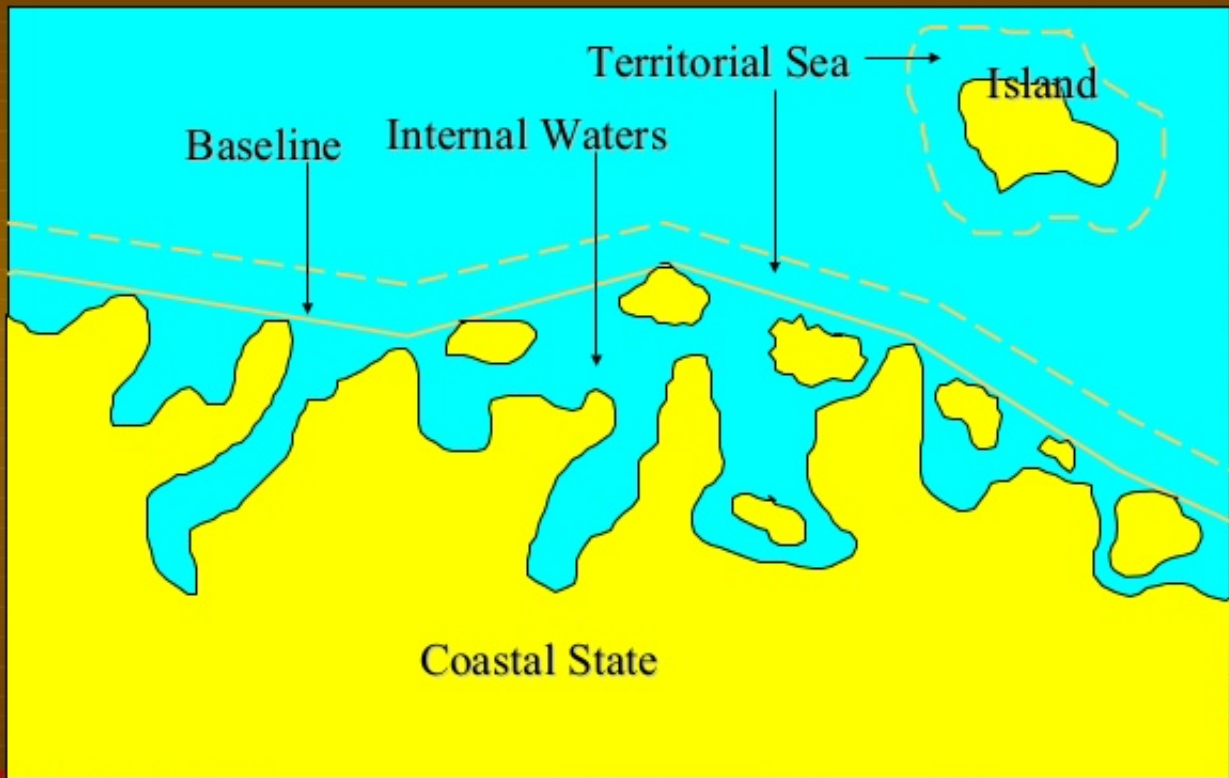 Territorial Sea
Island
Baseline
Internal Waters
Coastal State